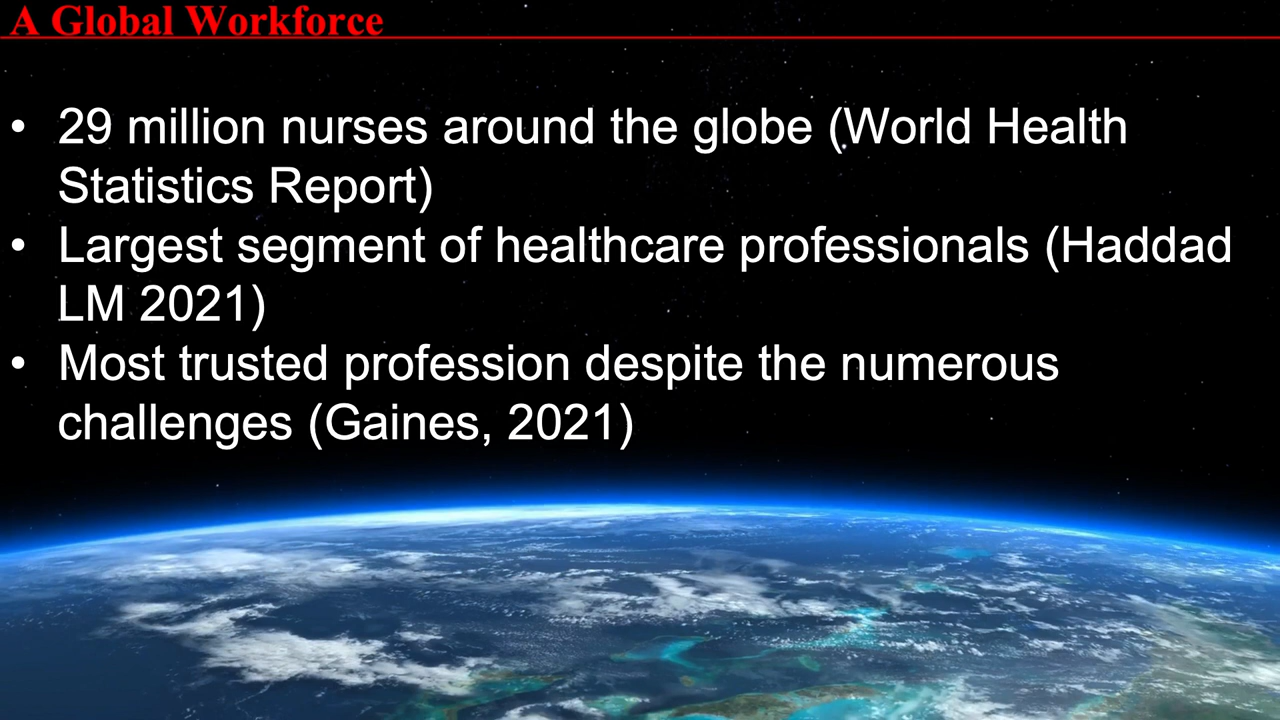 A Global Workforce
• 29 million nurses around the globe (World Health
Statistics Report)
• Largest segment of healthcare professionals (Haddad
LM 2021)
• Most trusted profession despite the numerous
challenges (Gaines, 2021)